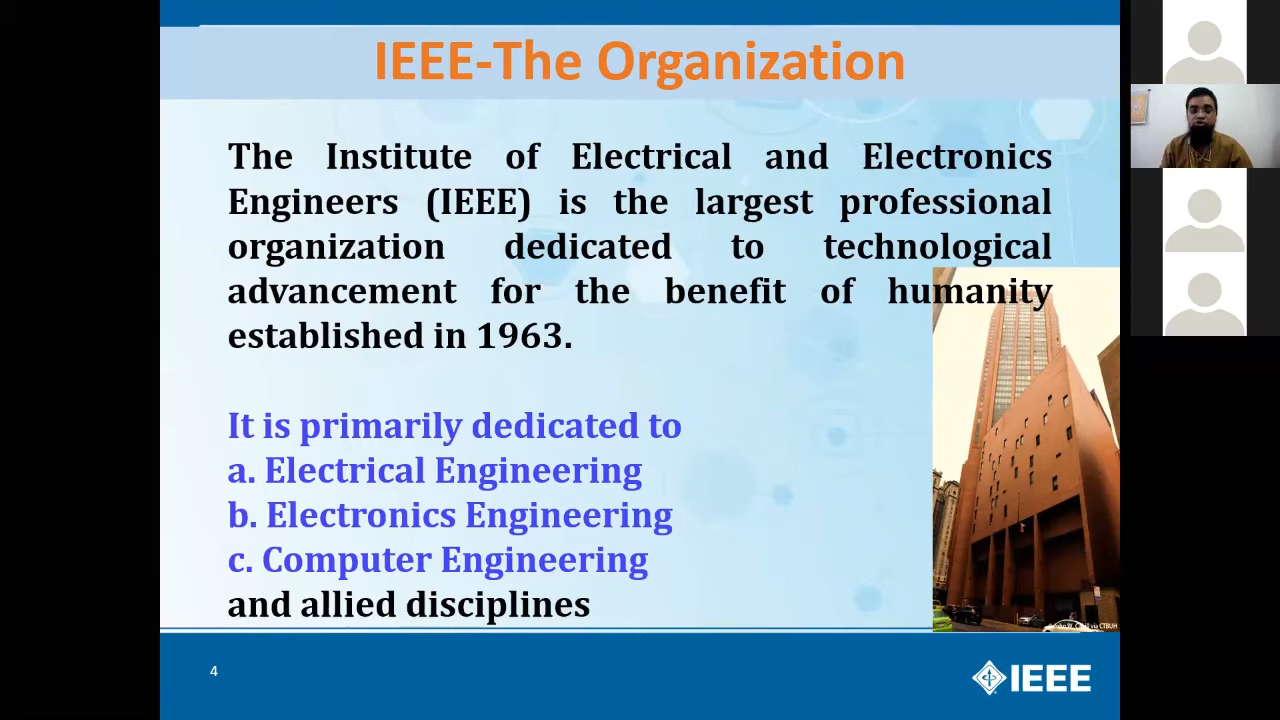 IEEE-The Organization
The Institute of Electrical and Electronics
Engineers (IEEE) is the largest professional
organization dedicated to technological
advancement for the benefit of humanity
established in 1963.
It is primarily dedicated to
a. Electrical Engineering
b. Electronics Engineering
c. Computer Engineering
and allied disciplines
via CTBUH
4
IEEE